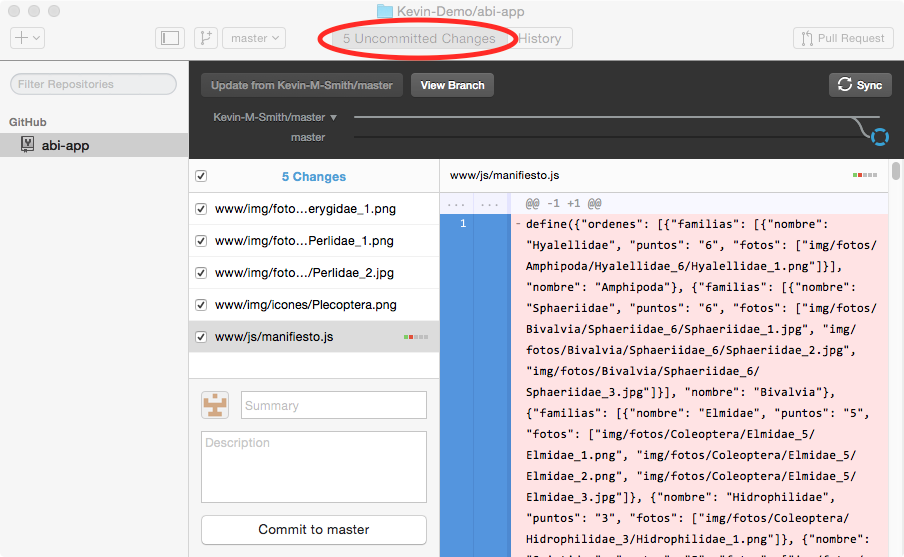 Kevin-Demo/abi-app
master
5 Uncommitted Changes
History
Pull Request
Filter Repositories
Update from Kevin-M-Smith/master
View Branch
Sync
GitHub
Kevin-M-Smith/master
abi-app
master
5 Changes
www/js/manifiesto.js
www/img/foto...erygidae_1.png
www/img/foto...Perlidae_1.png
www/img/foto.../Perlidae_2.jpg
www/img/icones/Plecoptera.png
www/js/manifiesto.js
Summary
Description
Commit to master
... ... @@ -1 +1 @@
1 - define({"ordenes": [{"familias": [{"nombre":
"Hyalellidae", "puntos": "6", "fotos": ["img/fotos/
Amphipoda/Hyalellidae_6/Hyalellidae_1.png"]}],
"nombre": "Amphipoda"}, {"familias": [{"nombre":
"Sphaeriidae", "puntos": "6", "fotos": ["img/fotos/
Bivalvia/Sphaeriidae_6/Sphaeriidae_1.jpg", "img/
fotos/Bivalvia/Sphaeriidae_6/Sphaeriidae_2.jpg",
"img/fotos/Bivalvia/Sphaeriidae_6/
Sphaeriidae_3.jpg"]}], "nombre": "Bivalvia"},
{"familias": [{"nombre": "Elmidae", "puntos": "5",
"fotos": ["img/fotos/Coleoptera/Elmidae_5/
Elmidae_1.png", "img/fotos/Coleoptera/Elmidae_5/
Elmidae_2.png", "img/fotos/Coleoptera/Elmidae_5/
Elmidae_3.jpg"]}, {"nombre": "Hidrophilidae",
"puntos": "3", "fotos": ["img/fotos/Coleoptera/
Hidrophilidae_3/Hidrophilidae_1.png"]}, {"nombre":